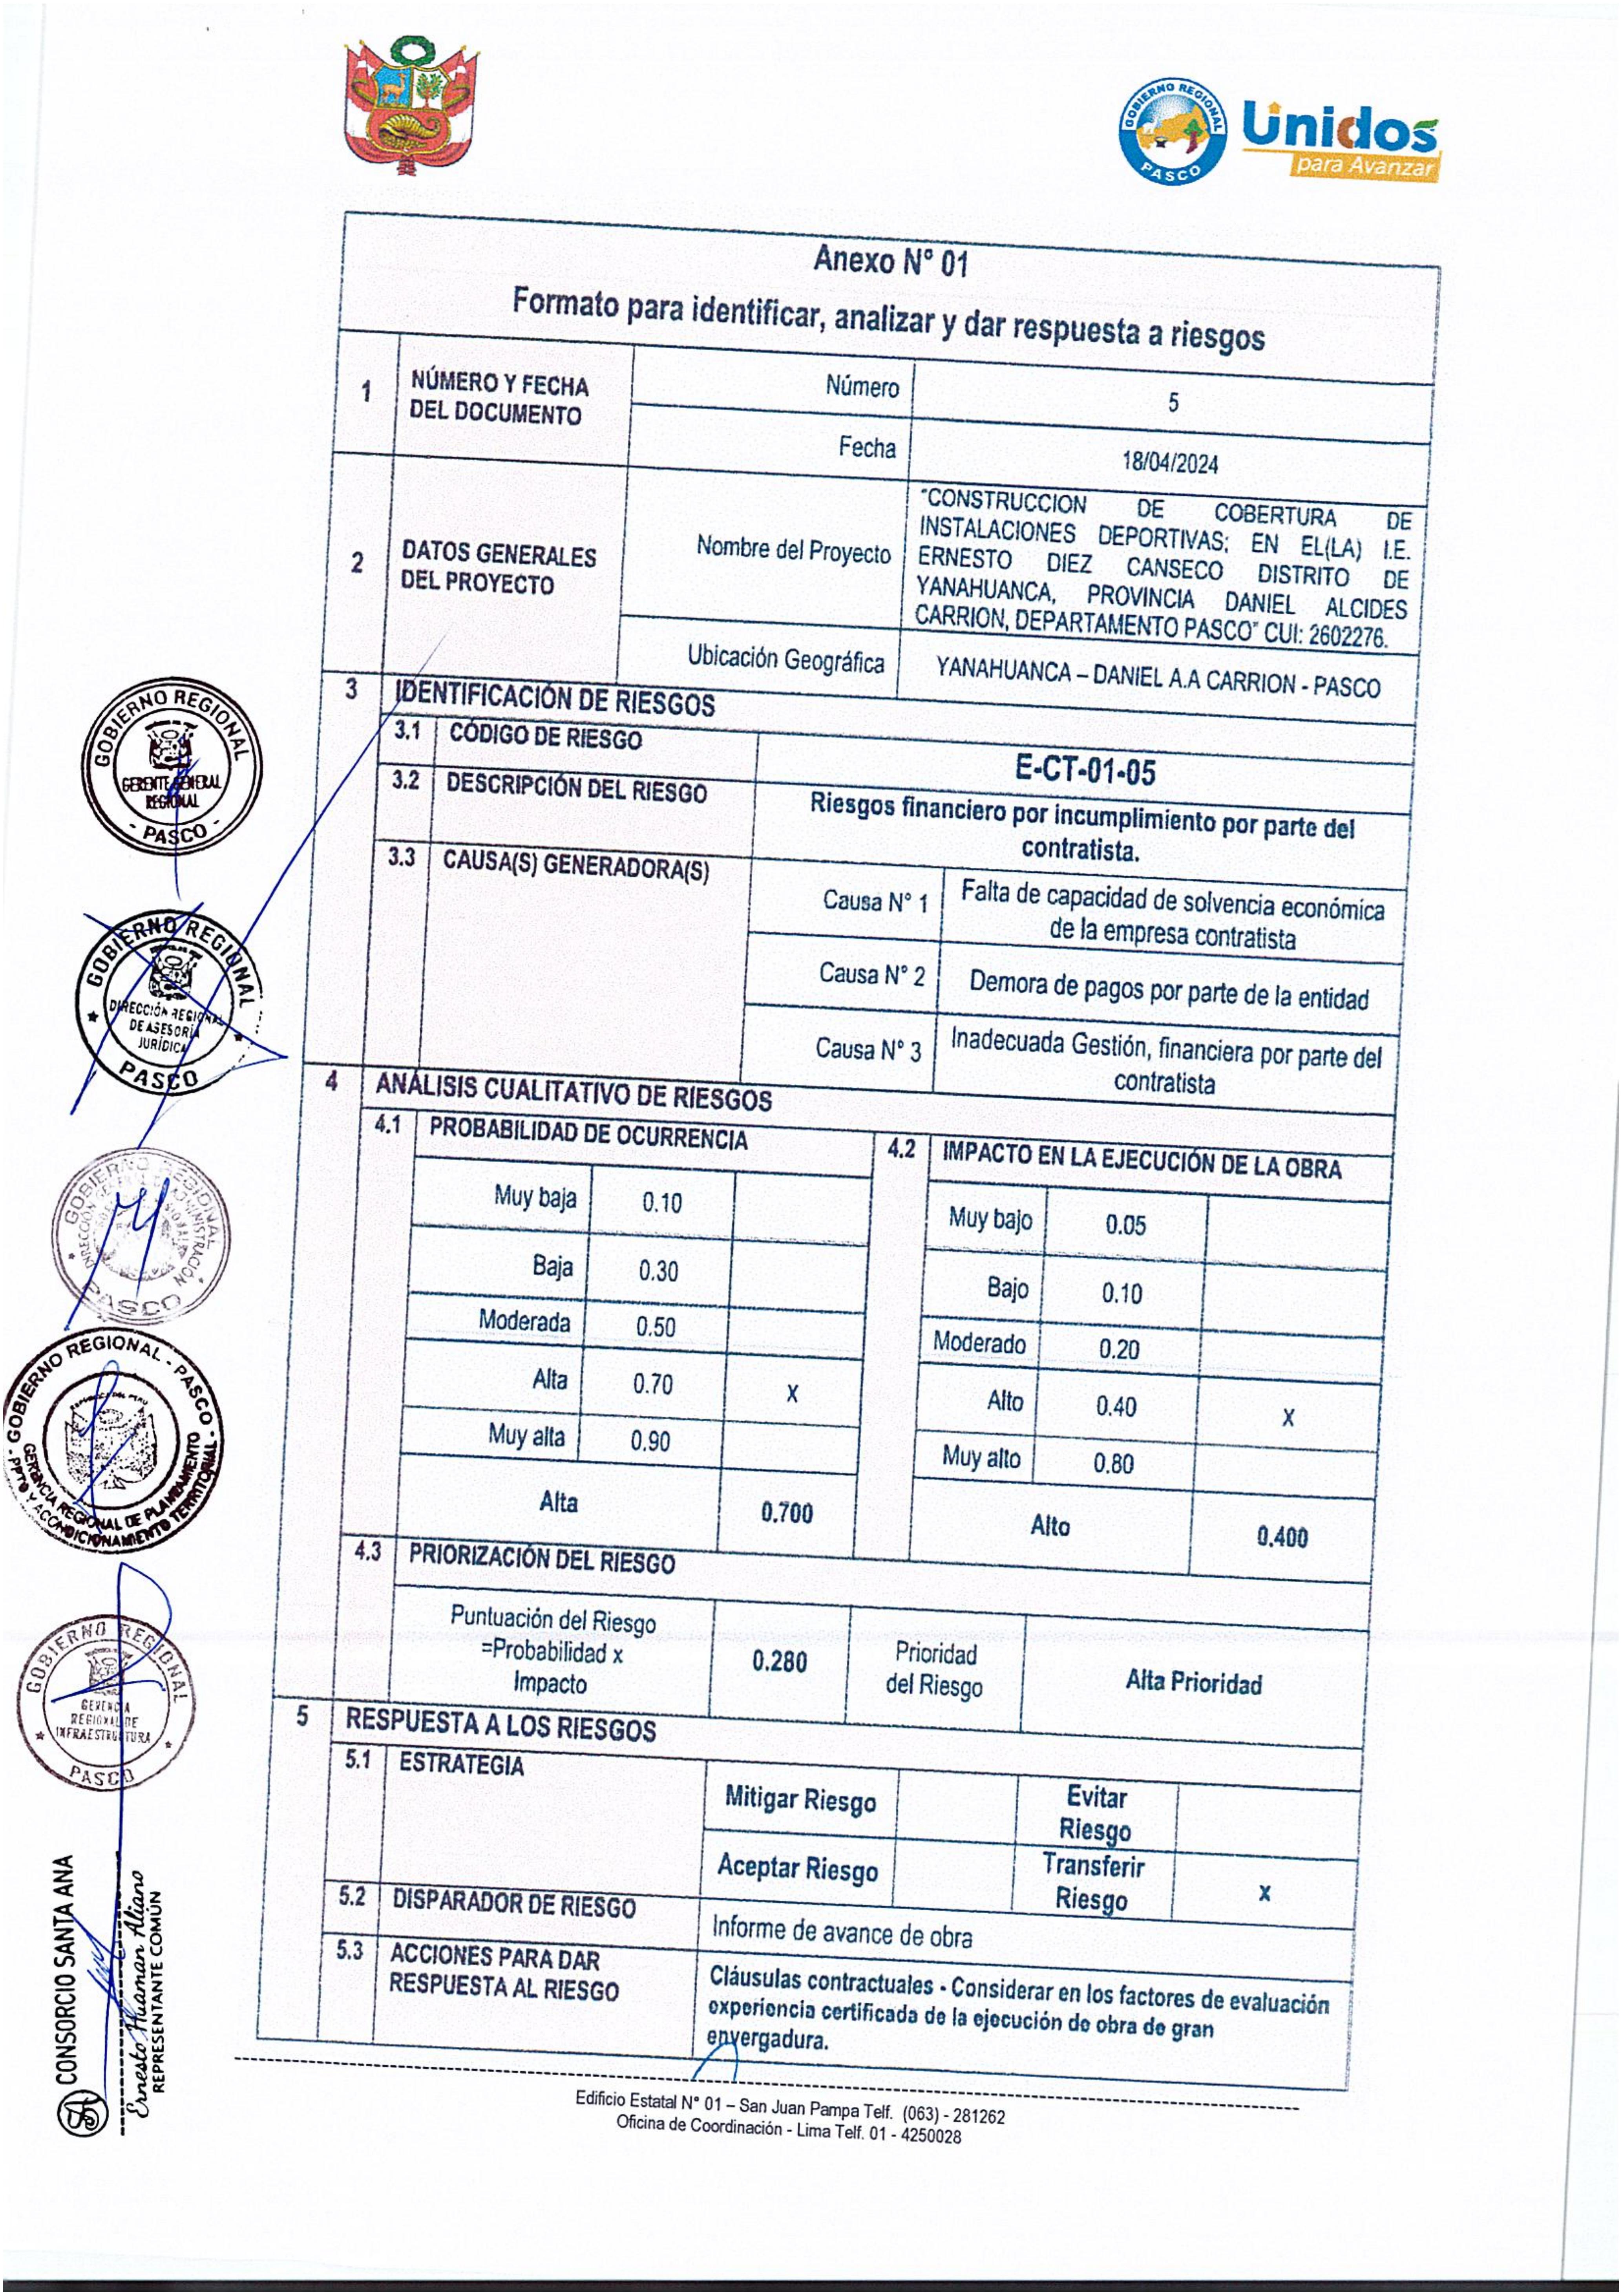 GOBIERNO REGIONAL
PASCO
Unidos
para Avanzar
Anexo N° 01
Formato para identificar, analizar y dar respuesta a riesgos
1
NÚMERO Y FECHA
DEL DOCUMENTO
Número
5
Fecha
18/04/2024
2
DATOS GENERALES
DEL PROYECTO
Nombre del Proyecto
"CONSTRUCCION DE COBERTURA DE
INSTALACIONES DEPORTIVAS; EN EL(LA) I.E.
ERNESTO DIEZ CANSECO DISTRITO DE
YANAHUANCA, PROVINCIA DANIEL ALCIDES
CARRION, DEPARTAMENTO PASCO" CUI: 2602276.
Ubicación Geográfica
YANAHUANCA – DANIEL A.A CARRION - PASCO
3 IDENTIFICACIÓN DE RIESGOS
3.1 CÓDIGO DE RIESGO
E-CT-01-05
3.2 DESCRIPCIÓN DEL RIESGO
Riesgos financiero por incumplimiento por parte del
contratista.
3.3 CAUSA(S) GENERADORA(S)
Causa N° 1
Falta de capacidad de solvencia económica
de la empresa contratista
Causa N° 2
Demora de pagos por parte de la entidad
Causa N° 3
Inadecuada Gestión, financiera por parte del
contratista
4 ANÁLISIS CUALITATIVO DE RIESGOS
4.1 PROBABILIDAD DE OCURRENCIA
4.2 IMPACTO EN LA EJECUCIÓN DE LA OBRA
Muy baja 0.10
Muy bajo 0.05
Baja 0.30
Bajo 0.10
Moderada 0.50
Moderado 0.20
Alta 0.70 X
Alto 0.40 X
Muy alta 0.90
Muy alto 0.80
Alta 0.700
Alto 0.400
4.3 PRIORIZACIÓN DEL RIESGO
Puntuación del Riesgo
=Probabilidad x
Impacto
0.280
Prioridad
del Riesgo
Alta Prioridad
5 RESPUESTA A LOS RIESGOS
5.1 ESTRATEGIA
Mitigar Riesgo
Evitar
Riesgo
Aceptar Riesgo
Transferir
Riesgo
X
5.2 DISPARADOR DE RIESGO
Informe de avance de obra
5.3 ACCIONES PARA DAR
RESPUESTA AL RIESGO
Cláusulas contractuales - Considerar en los factores de evaluación
experiencia certificada de la ejecución de obra de gran
envergadura.
Edificio Estatal N° 01 – San Juan Pampa Telf. (063) - 281262
Oficina de Coordinación - Lima Telf. 01 - 4250028
GOBIERNO REGIONAL
GERENTE GENERAL
REGIONAL
- PASCO -
GOBIERNO REGIONAL
DIRECCIÓN REGIONAL
DE ASESORÍA
JURÍDICA
PASCO
GOBIERNO REGIONAL
PASCO
GOBIERNO REGIONAL - PASCO
GERENCIA REGIONAL DE PLANEAMIENTO
PPTO Y ACONDICIONAMIENTO TERRITORIAL
GOBIERNO REGIONAL
GERENCIA
REGIONAL DE
INFRAESTRUCTURA
PASCO
CONSORCIO SANTA ANA
Ernesto Huaman Aliano
REPRESENTANTE COMÚN